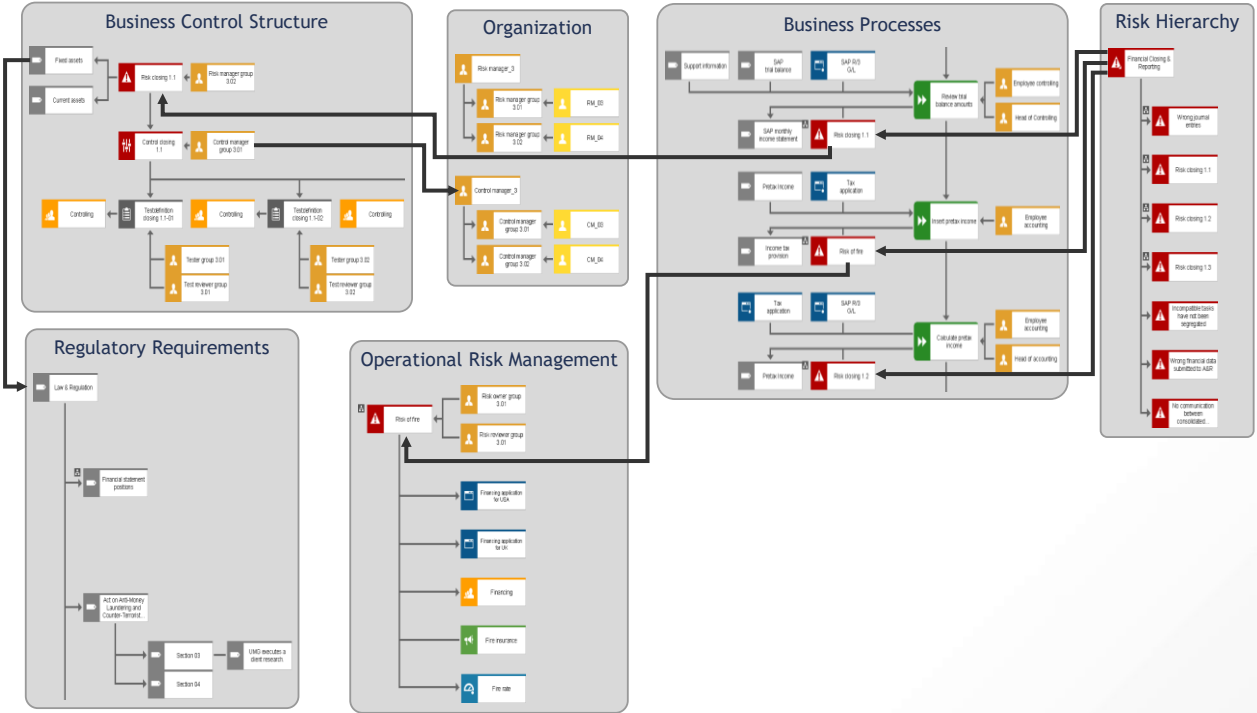 Business Control Structure
Fixed assets
Current assets
Risk closing 1.1
Risk manager group
3.02
Control closing
1.1
Control manager
group 3.01
Controlling
Testdefinition
closing 1.1-01
Controlling
Testdefinition
closing 1.1-02
Controlling
Tester group 3.01
Test reviewer group
3.01
Tester group 3.02
Test reviewer group
3.02
Organization
Risk manager_3
Risk manager group
3.01
RM_03
Risk manager group
3.02
RM_04
Control manager_3
Control manager
group 3.01
CM_03
Control manager
group 3.02
CM_04
Business Processes
Support information
SAP
trial balance
SAP R/3
G/L
Review trial
balance amounts
Employee controlling
Head of Controlling
SAP monthly
income statement
Risk closing 1.1
Pretax income
Tax
application
Insert pretax income
Employee
accounting
Income tax
provision
Risk of fire
Tax
application
SAP R/3
G/L
Calculate pretax
income
Employee
accounting
Head of accounting
Pretax income
Risk closing 1.2
Risk Hierarchy
Financial Closing &
Reporting
Wrong journal
entries
Risk closing 1.1
Risk closing 1.2
Risk closing 1.3
Incompatible tasks
have not been
segregated
Wrong financial data
submitted to A&R
No communication
between
consolidated...
Regulatory Requirements
Law & Regulation
Financial statement
positions
Act on Anti-Money
Laundering and
Counter-Terrorist...
Section 03
UMG executes a
client research.
Section 04
Operational Risk Management
Risk of fire
Risk owner group
3.01
Risk reviewer group
3.01
Financing application
for USA
Financing application
for UK
Financing
Fire insurance
Fire rate